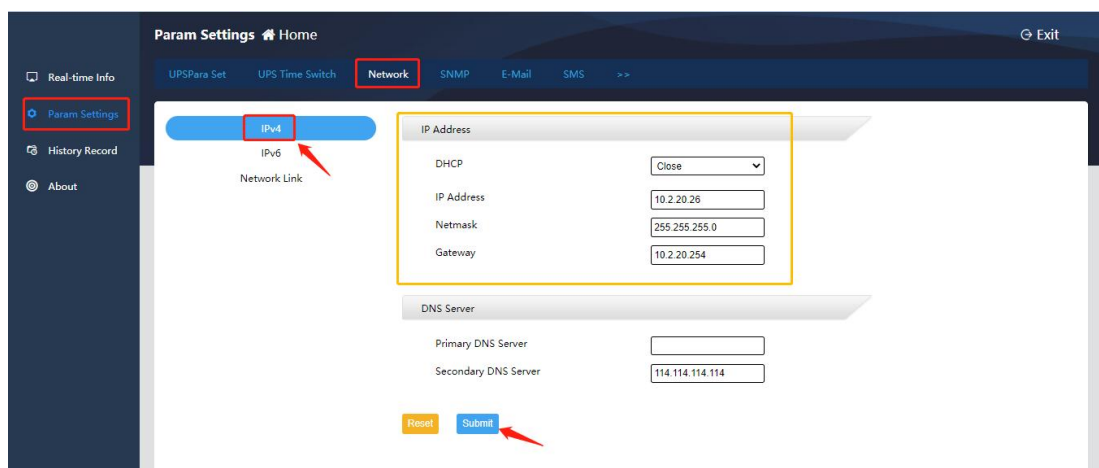 Param Settings Home
Exit
Real-time Info
Param Settings
History Record
About
UPSPara Set UPS Time Switch Network SNMP E-Mail SMS >>
IPv4
IPv6
Network Link
IP Address
DHCP Close
IP Address 10.2.20.26
Netmask 255.255.255.0
Gateway 10.2.20.254
DNS Server
Primary DNS Server
Secondary DNS Server 114.114.114.114
Reset Submit